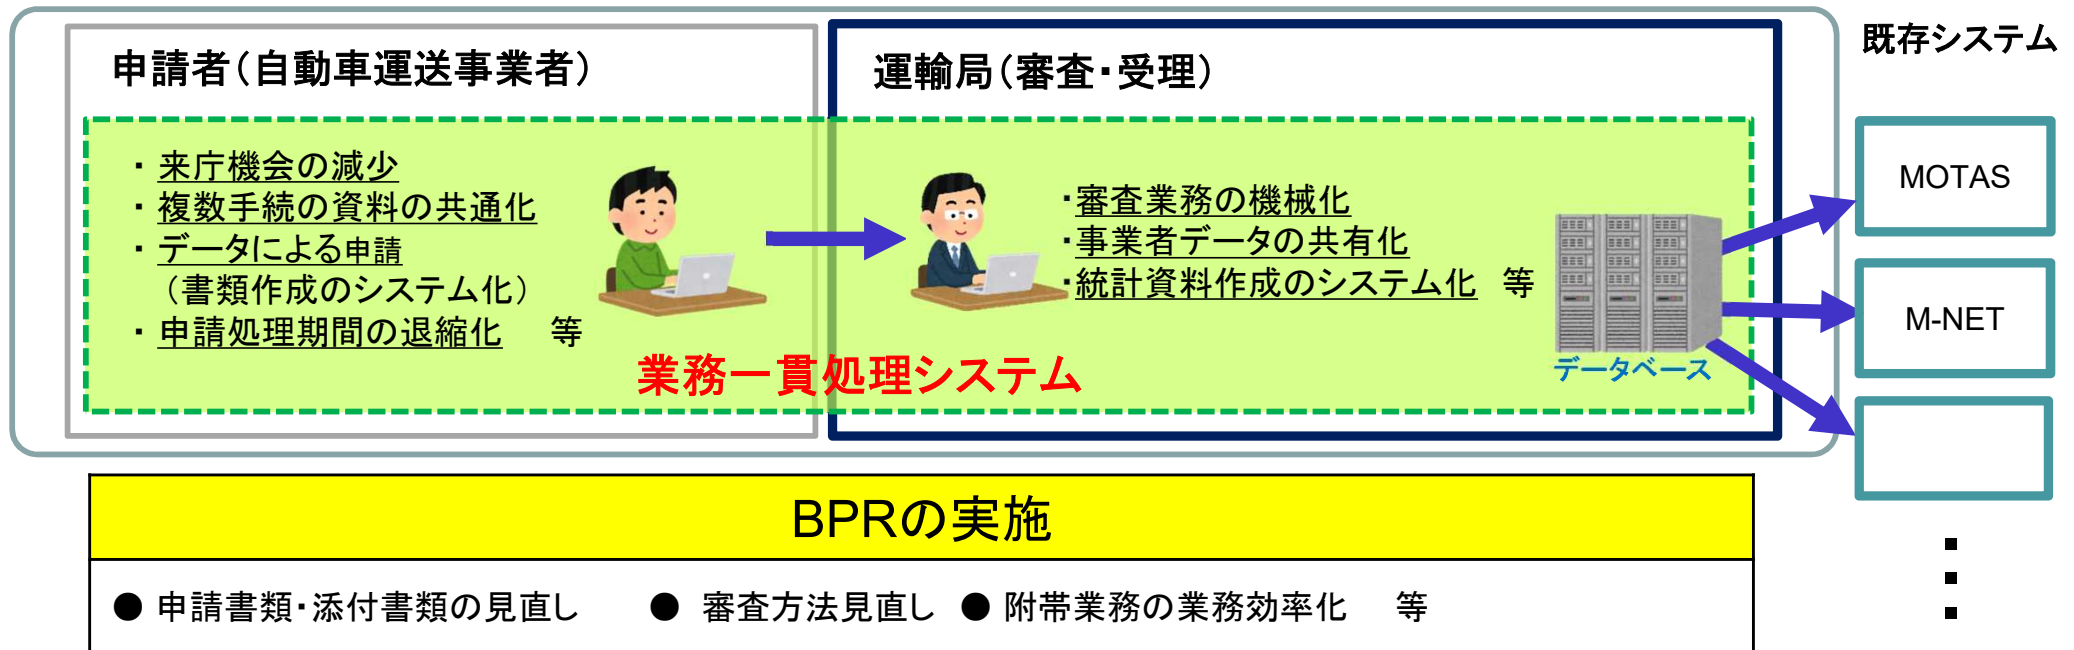 申請者（自動車運送事業者）
・ 来庁機会の減少
・ 複数手続の資料の共通化
・ データによる申請
（書類作成のシステム化）
・ 申請処理期間の退縮化　等
運輸局（審査・受理）
・審査業務の機械化
・事業者データの共有化
・統計資料作成のシステム化　等
データベース
業務一貫処理システム
既存システム
MOTAS
M-NET
BPRの実施
● 申請書類・添付書類の見直し　● 審査方法見直し ● 附帯業務の業務効率化　等